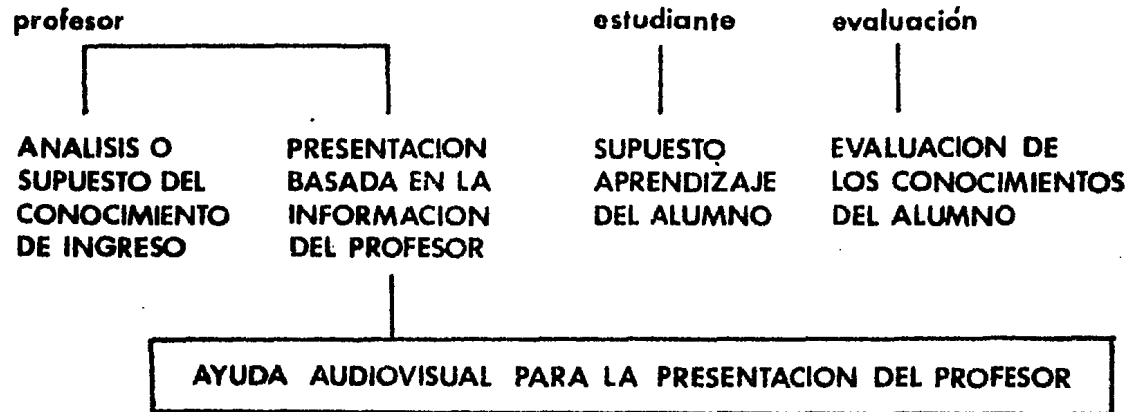 profesor
estudiante
evaluación
ANALISIS O
SUPUESTO DEL
CONOCIMIENTO
DE INGRESO
PRESENTACION
BASADA EN LA
INFORMACION
DEL PROFESOR
SUPUESTO
APRENDIZAJE
DEL ALUMNO
EVALUACION DE
LOS CONOCIMIENTOS
DEL ALUMNO
AYUDA AUDIOVISUAL PARA LA PRESENTACION DEL PROFESOR